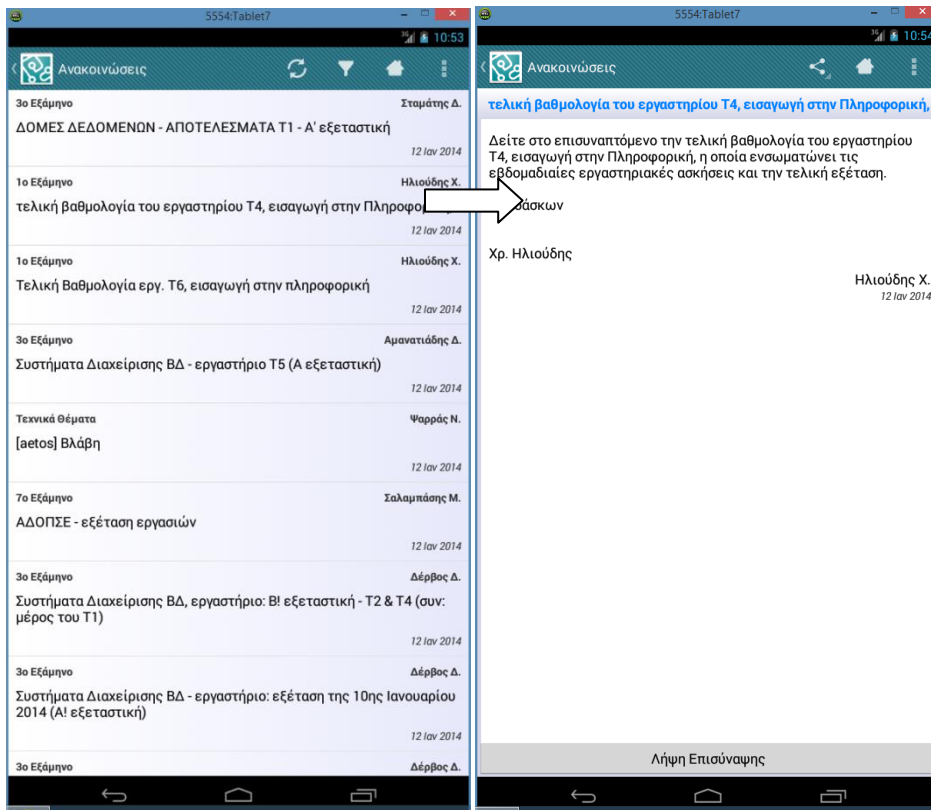 5554:Tablet7
3G 10:53
Ανακοινώσεις
3ο Εξάμηνο Σταμάτης Δ.
ΔΟΜΕΣ ΔΕΔΟΜΕΝΩΝ - ΑΠΟΤΕΛΕΣΜΑΤΑ Τ1 - Α' εξεταστική
12 Ιαν 2014
1ο Εξάμηνο Ηλιούδης Χ.
τελική βαθμολογία του εργαστηρίου Τ4, εισαγωγή στην
12 Ιαν 2014
1ο Εξάμηνο Ηλιούδης Χ.
Τελική Βαθμολογία εργ. Τ6, εισαγωγή στην πληροφορική
12 Ιαν 2014
3ο Εξάμηνο Αμανατιάδης Δ.
Συστήματα Διαχείρισης ΒΔ - εργαστήριο Τ5 (Α εξεταστική)
12 Ιαν 2014
Τεχνικά Θέματα Ψαρράς Ν.
[aetos] Βλάβη
12 Ιαν 2014
7ο Εξάμηνο Σαλαμπάσης Μ.
ΑΔΟΠΣΕ - εξέταση εργασιών
12 Ιαν 2014
3ο Εξάμηνο Δέρβος Δ.
Συστήματα Διαχείρισης ΒΔ, εργαστήριο: Β! εξεταστική - Τ2 & Τ4 (συν:
μέρος του Τ1)
12 Ιαν 2014
3ο Εξάμηνο Δέρβος Δ.
Συστήματα Διαχείρισης ΒΔ - εργαστήριο: εξέταση της 10ης Ιανουαρίου
2014 (Α! εξεταστική)
12 Ιαν 2014
3ο Εξάμηνο Δέρβος Δ.
5554:Tablet7
3G 10:54
Ανακοινώσεις
τελική βαθμολογία του εργαστηρίου Τ4, εισαγωγή στην Πληροφορική,
Δείτε στο επισυναπτόμενο την τελική βαθμολογία του εργαστηρίου
Τ4, εισαγωγή στην Πληροφορική, η οποία ενσωματώνει τις
εβδομαδιαίες εργαστηριακές ασκήσεις και την τελική εξέταση.
Χρ. Ηλιούδης
Ηλιούδης Χ.
12 Ιαν 2014
Λήψη Επισύναψης